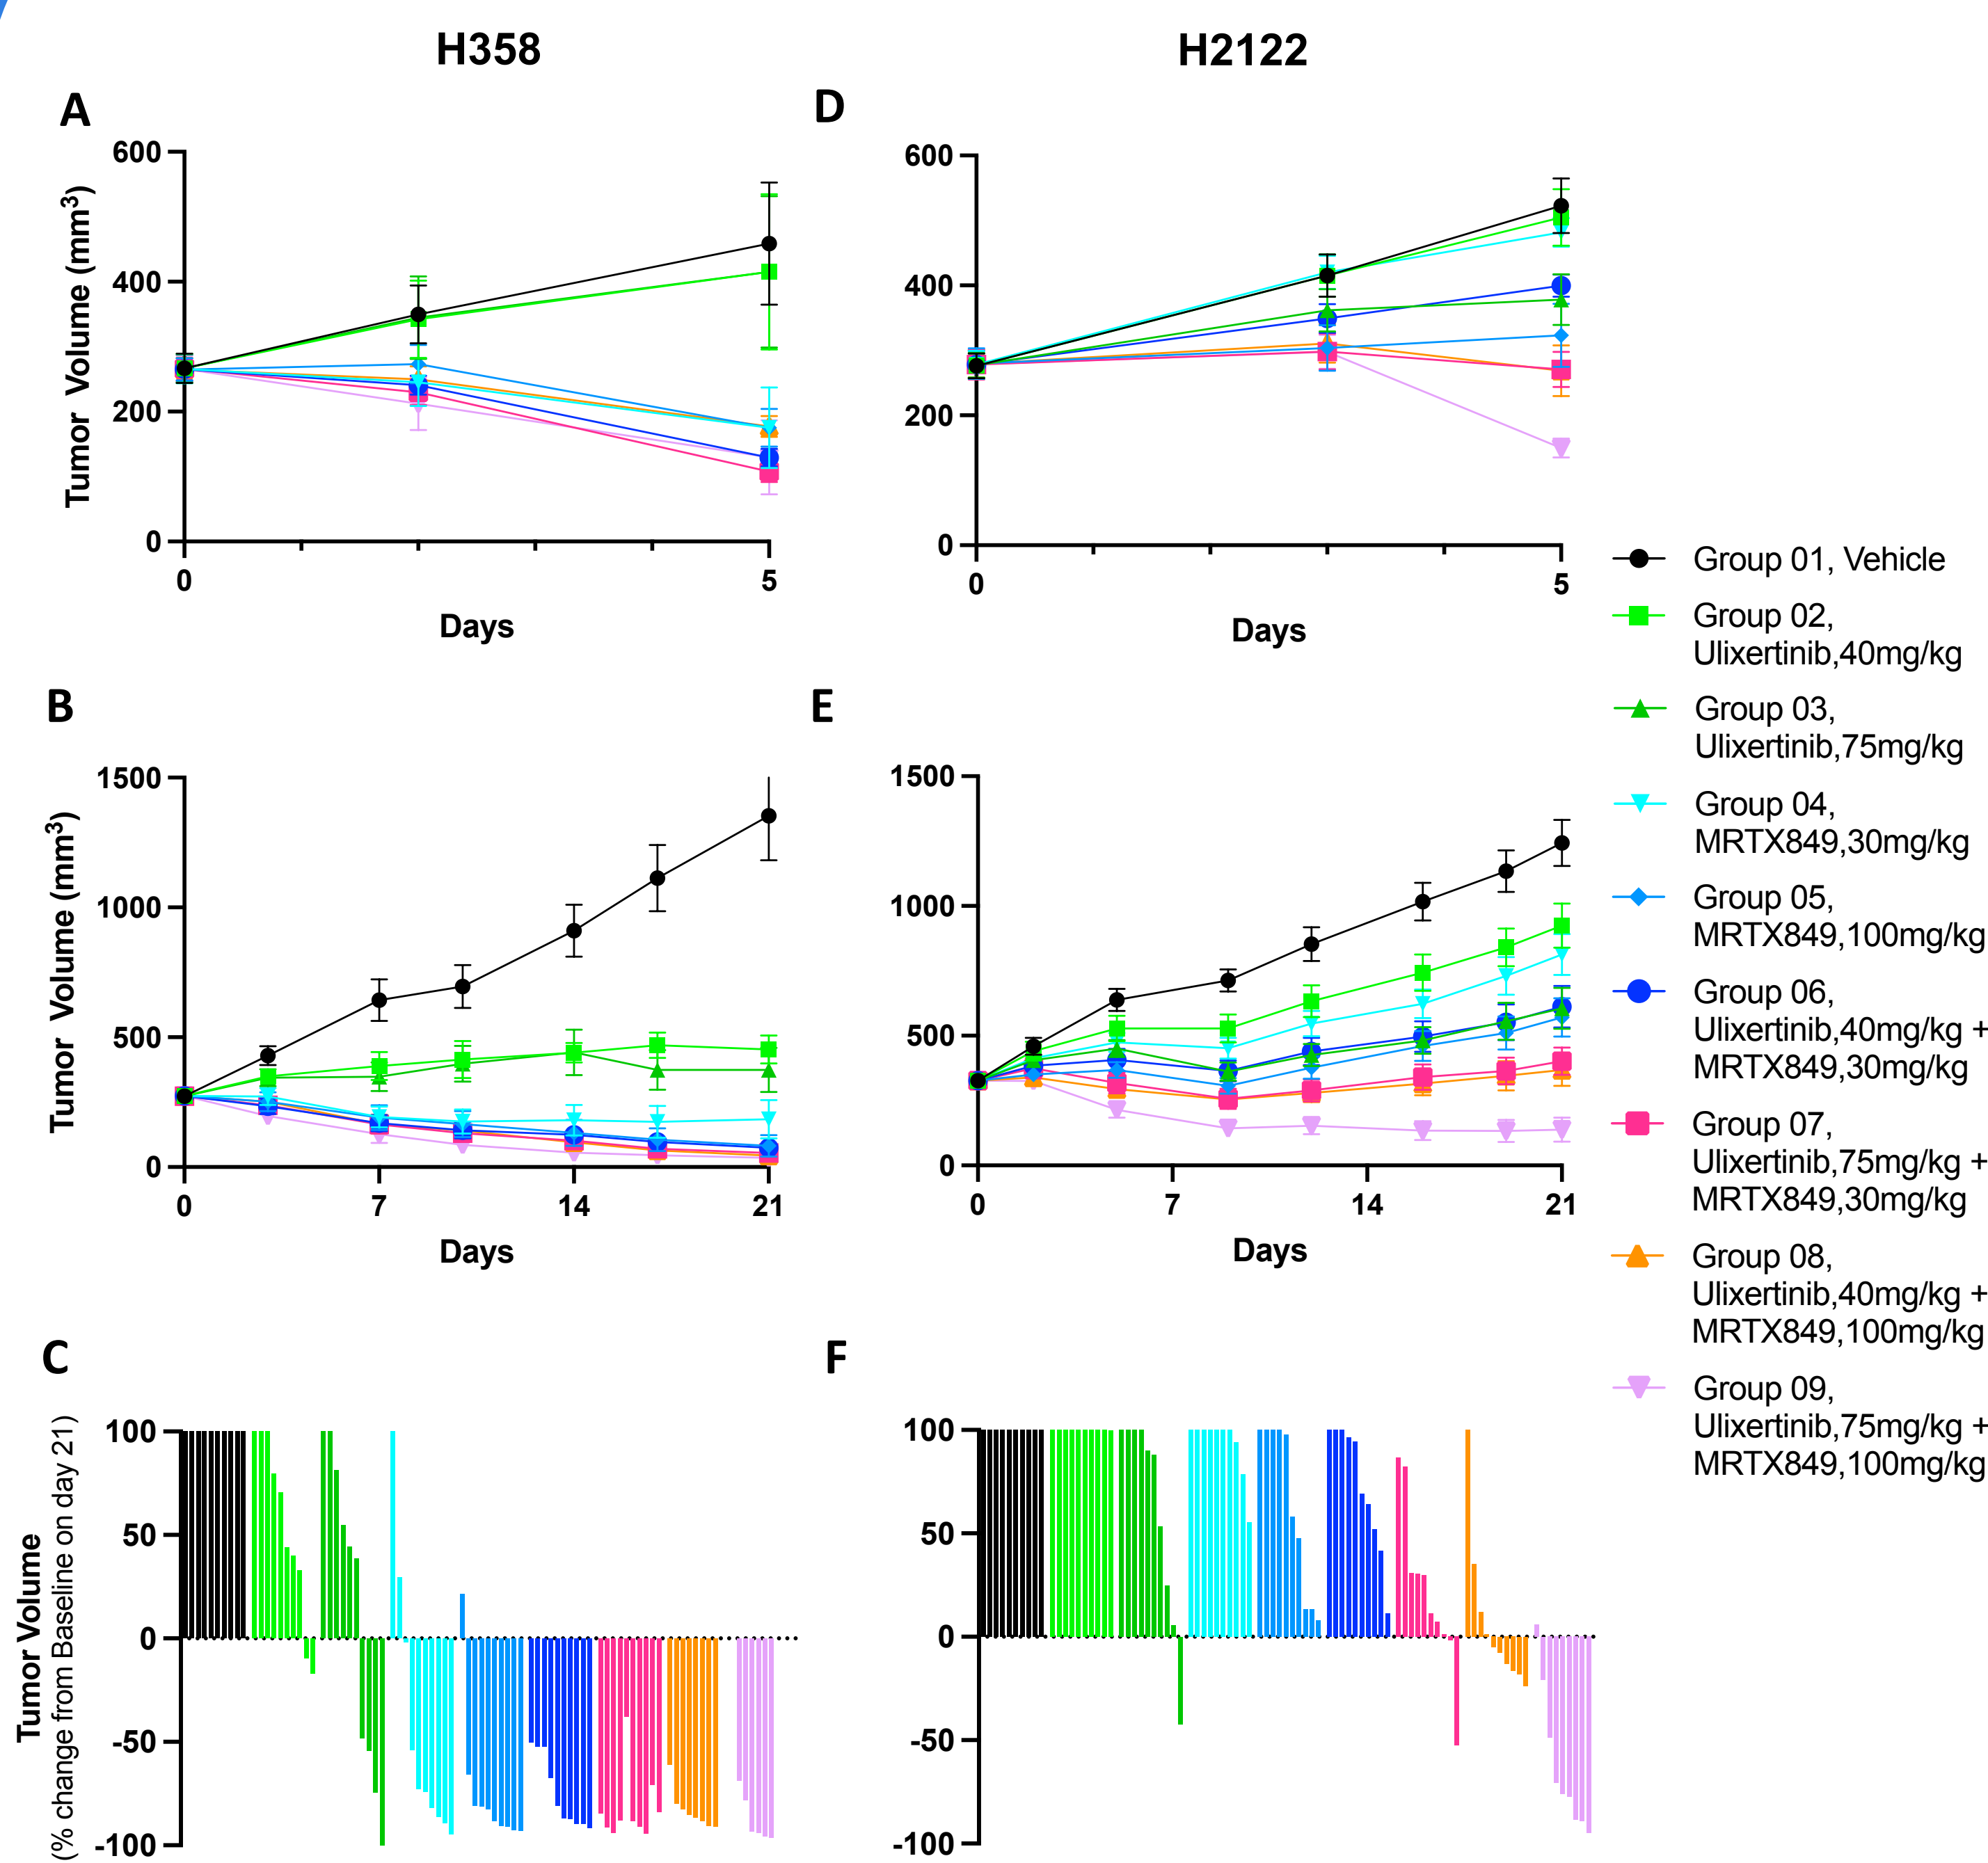 H358
H2122
A
600
400
200
0
0
5
Tumor Volume (mm³)
Days
D
600
400
200
0
0
5
Days
B
1500
1000
500
0
0
7
14
21
Tumor Volume (mm³)
Days
E
1500
1000
500
0
0
7
14
21
Days
C
100
50
0
-50
-100
Tumor Volume
(% change from Baseline on day 21)
F
100
50
0
-50
-100
Group 01, Vehicle
Group 02,
Ulixertinib,40mg/kg
Group 03,
Ulixertinib,75mg/kg
Group 04,
MRTX849,30mg/kg
Group 05,
MRTX849,100mg/kg
Group 06,
Ulixertinib,40mg/kg +
MRTX849,30mg/kg
Group 07,
Ulixertinib,75mg/kg +
MRTX849,30mg/kg
Group 08,
Ulixertinib,40mg/kg +
MRTX849,100mg/kg
Group 09,
Ulixertinib,75mg/kg +
MRTX849,100mg/kg